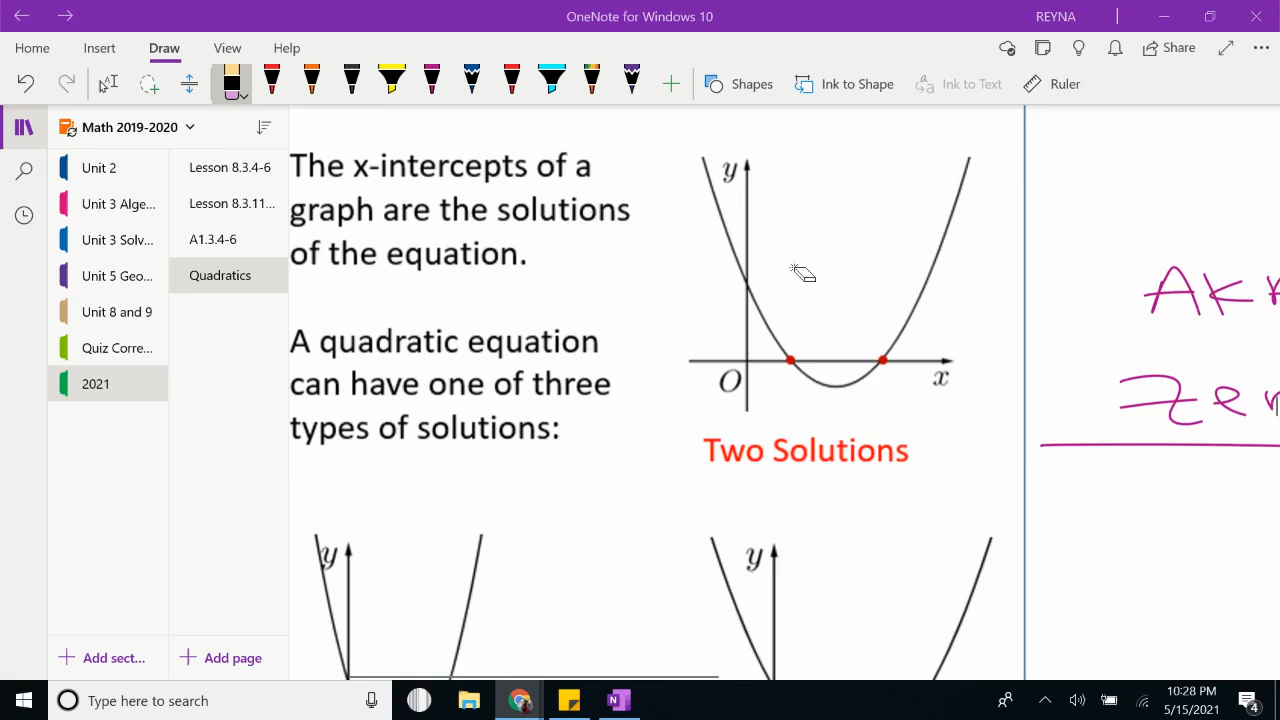 OneNote for Windows 10
REYNA
Home
Insert
Draw
View
Help
Share
Shapes
Ink to Shape
Ink to Text
Ruler
Math 2019-2020
Unit 2
Unit 3 Alge...
Unit 3 Solv...
Unit 5 Geo...
Unit 8 and 9
Quiz Corre...
2021
Add sect...
Lesson 8.3.4-6
Lesson 8.3.11...
A1.3.4-6
Quadratics
Add page
The x-intercepts of a
graph are the solutions
of the equation.
A quadratic equation
can have one of three
types of solutions:
y
O
x
Two Solutions
y
y
Type here to search
N
10:28 PM
5/15/2021
4